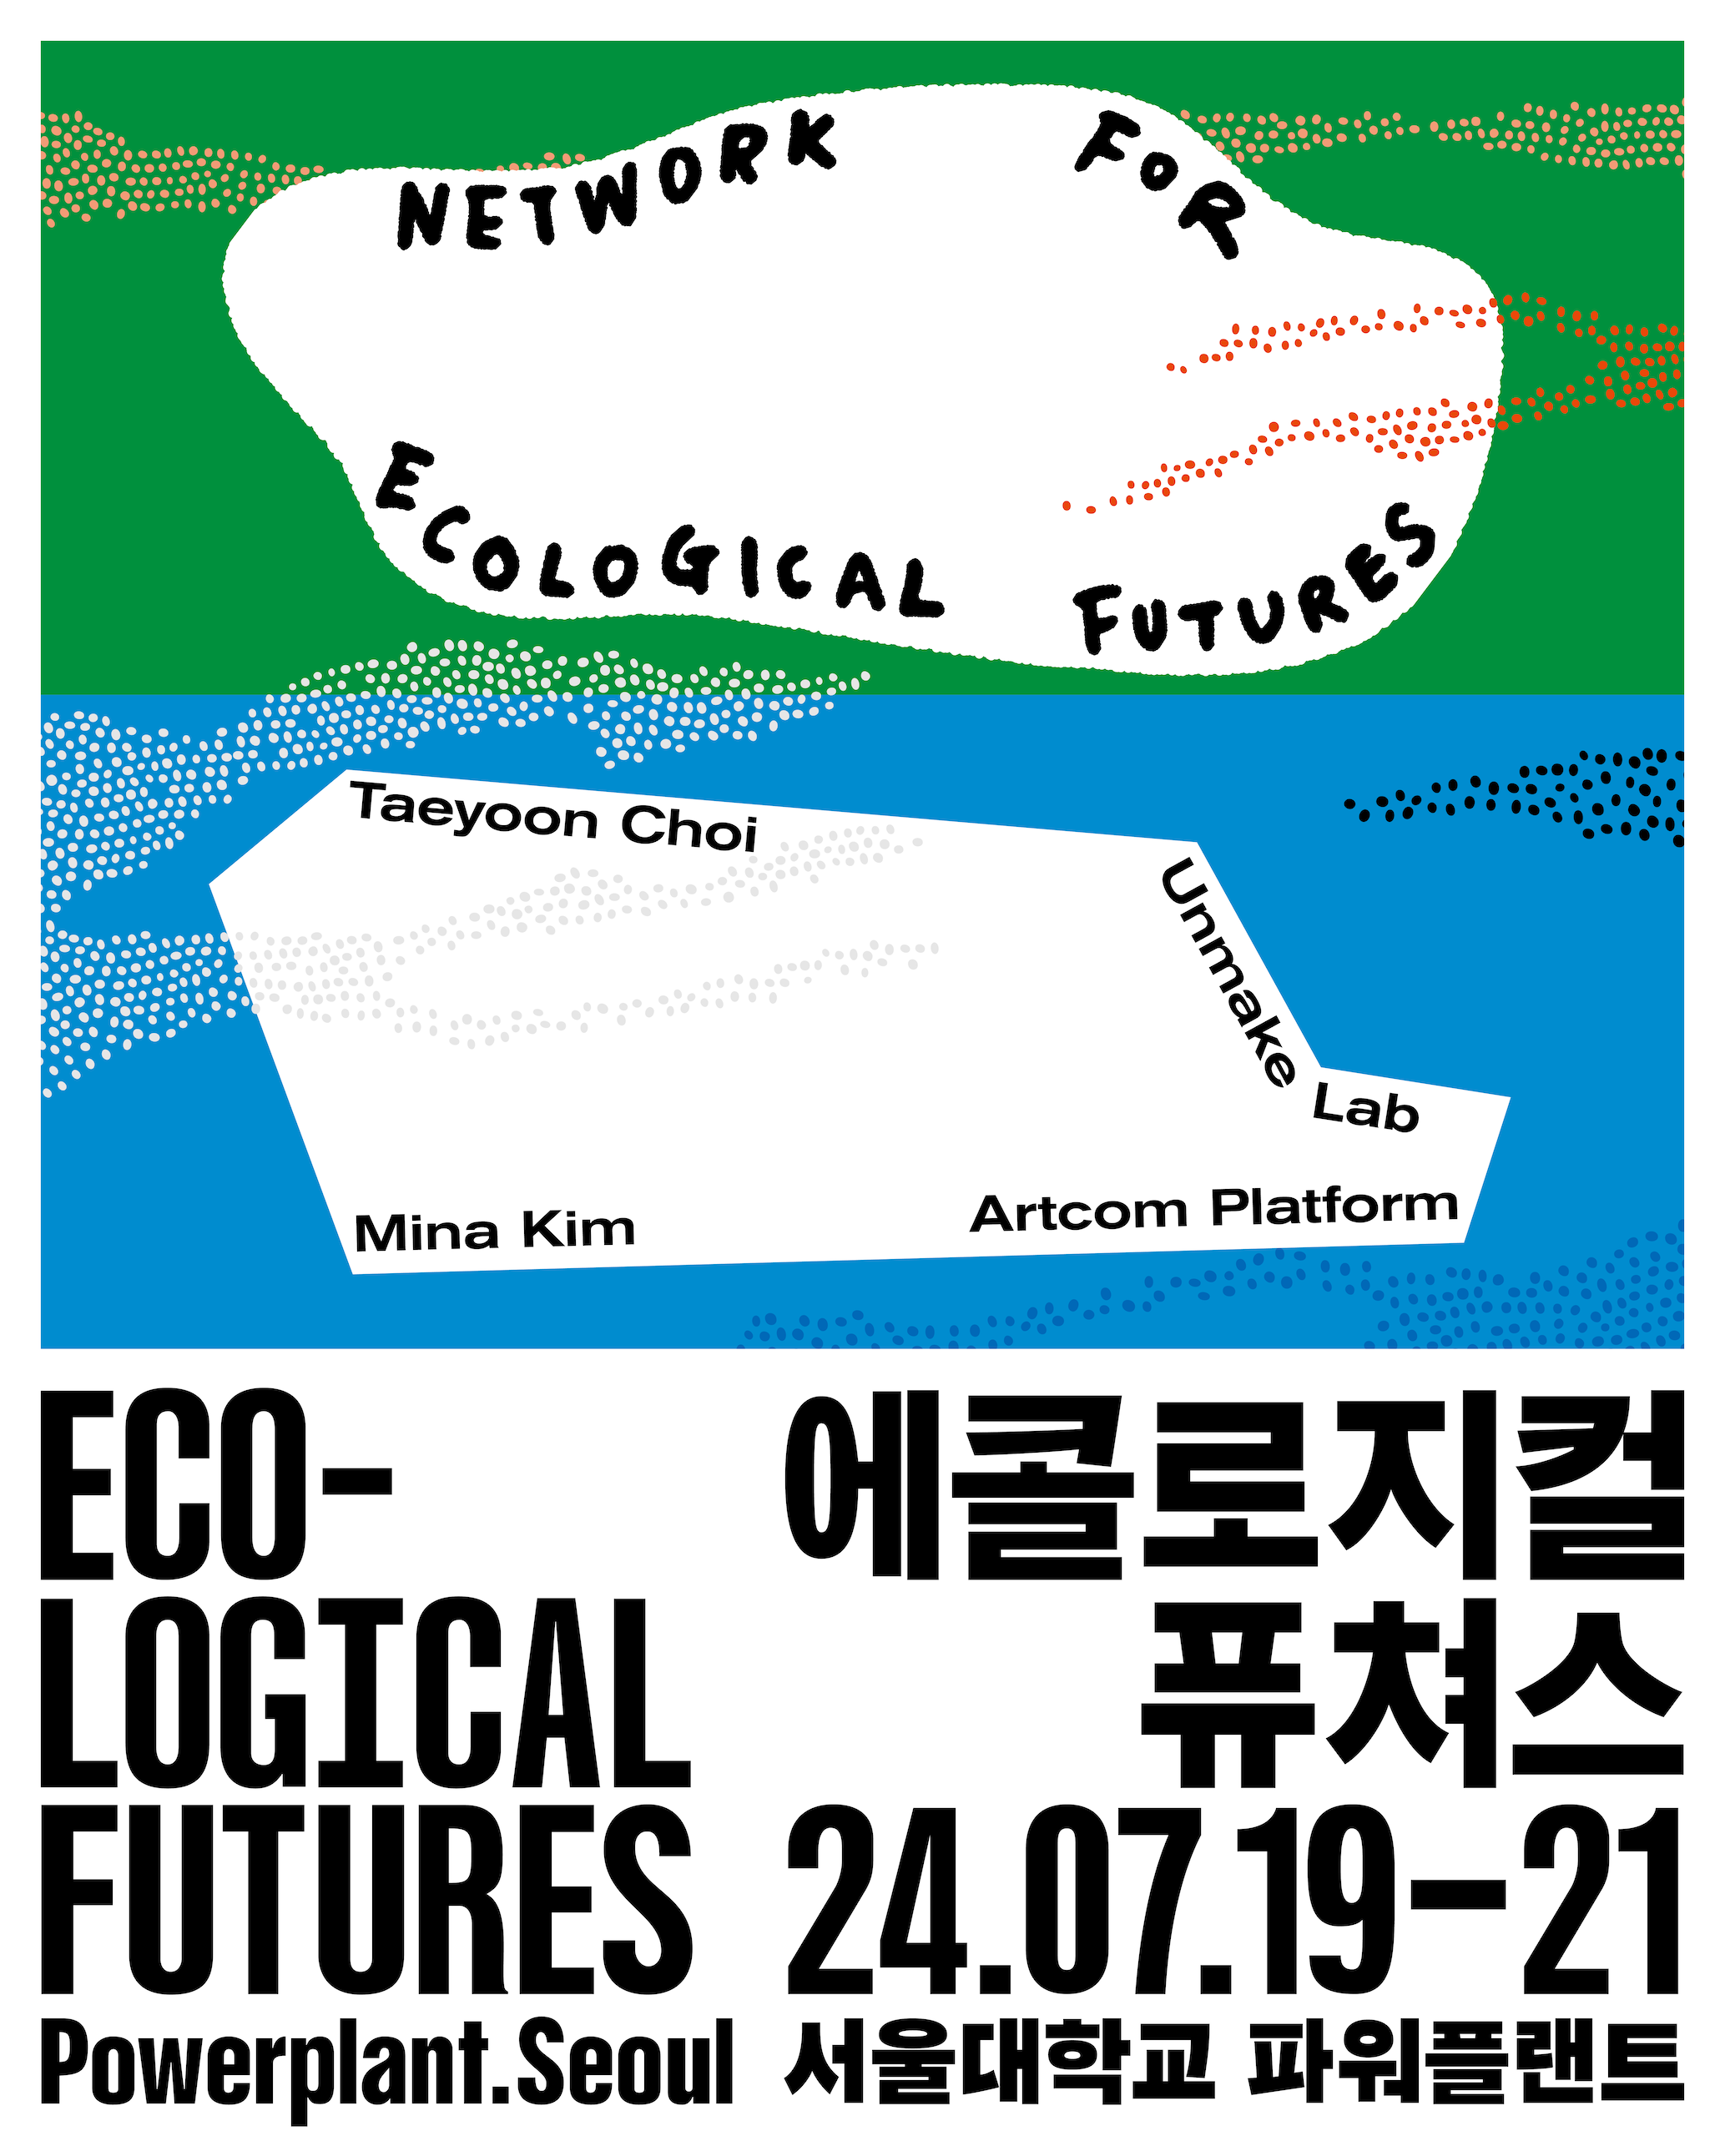 NETWORK FoR
ECOLOGICAL FUTURES
Taeyoon Choi
Unmake Lab
Mina Kim
Artcom Platform
ECO–
LOGICAL
FUTURES
에콜로지컬
퓨쳐스
24.07.19–21
Powerplant.Seoul
서울대학교 파워플랜트